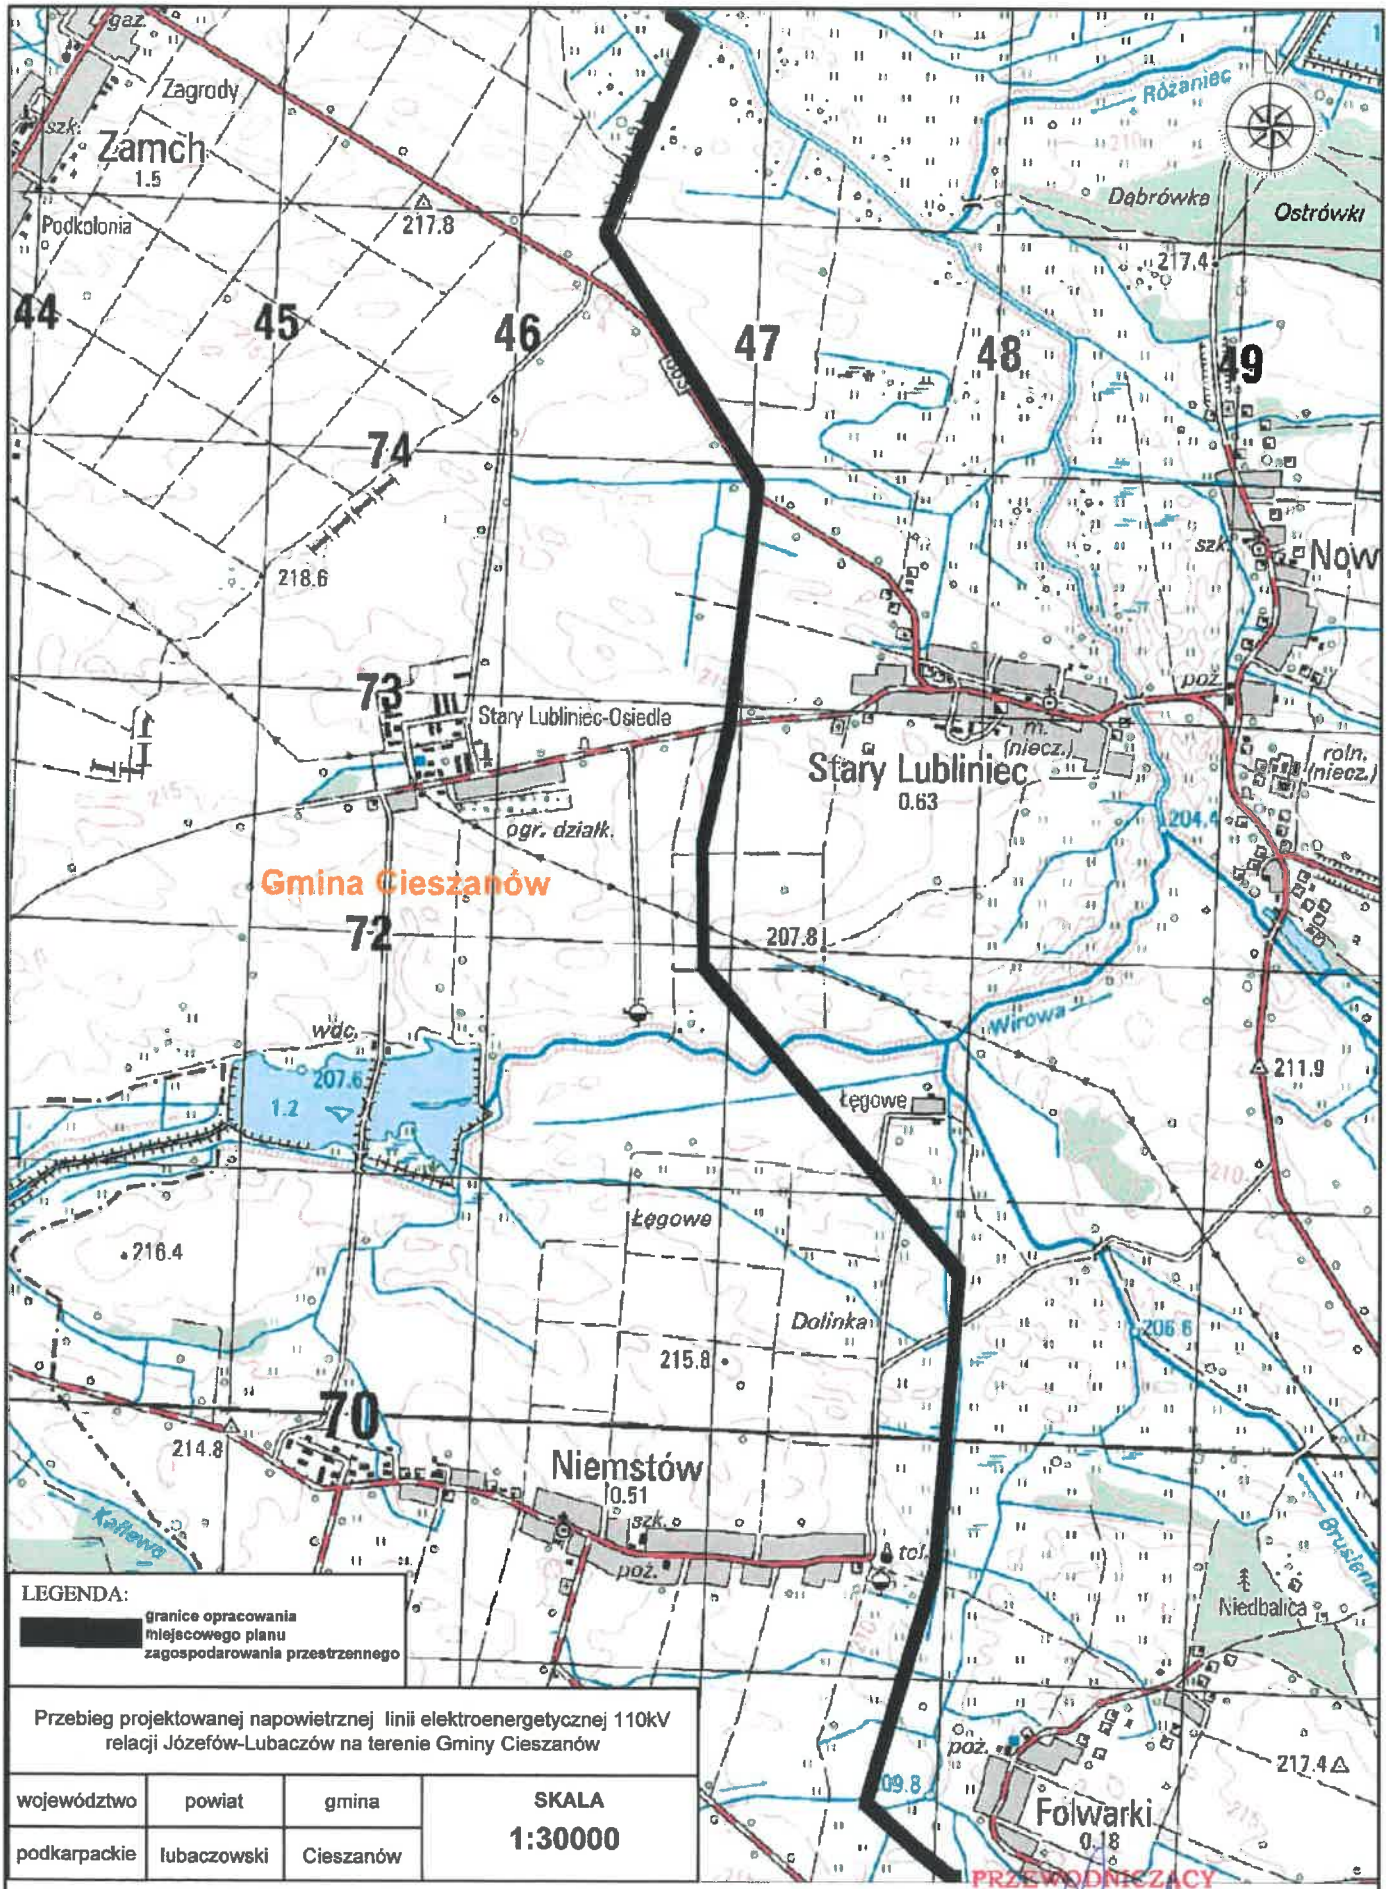 gaz.
Zagrody
szk.
Zamch
1.5
Podkolonia
217.8
Różaniec
N
210
Dąbrówka
Ostrówki
217.4
44
45
46
47
48
49
74
218.6
szk.
Now
73
Stary Lubliniec-Osiedle
poż.
m.
(niecz.)
roln.
(niecz.)
Stary Lubliniec
0.63
215
204.4
ogr. działk.
Gmina Cieszanów
72
207.8
Wirowa
wdc.
207.6
1.2
211.9
Łęgowe
210
216.4
Łęgowe
Dolinka
206.6
215.8
70
214.8
Niemstów
0.51
szk.
poż.
tel.
Niedbalica
LEGENDA:
granice opracowania
miejscowego planu
zagospodarowania przestrzennego
Przebieg projektowanej napowietrznej linii elektroenergetycznej 110kV
relacji Józefów-Lubaczów na terenie Gminy Cieszanów
województwo powiat gmina
podkarpackie lubaczowski Cieszanów
SKALA
1:30000
poż.
217.4
09.8
Folwarki
0.18
215
PRZEWODNICZĄCY